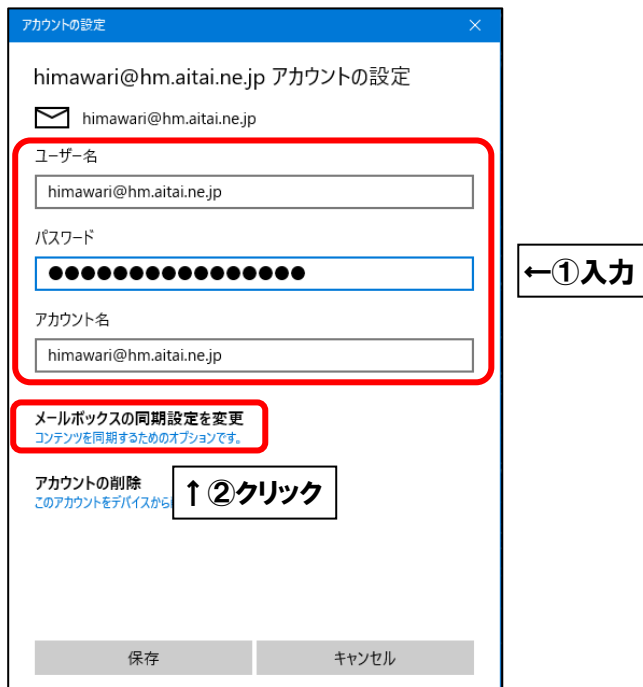 アカウントの設定
himawari@hm.aitai.ne.jp アカウントの設定
himawari@hm.aitai.ne.jp
ユーザー名
himawari@hm.aitai.ne.jp
パスワード
●●●●●●●●●●●●●●●●
←①入力
アカウント名
himawari@hm.aitai.ne.jp
メールボックスの同期設定を変更
コンテンツを同期するためのオプションです。
アカウントの削除
このアカウントをデバイスから
↑②クリック
保存
キャンセル